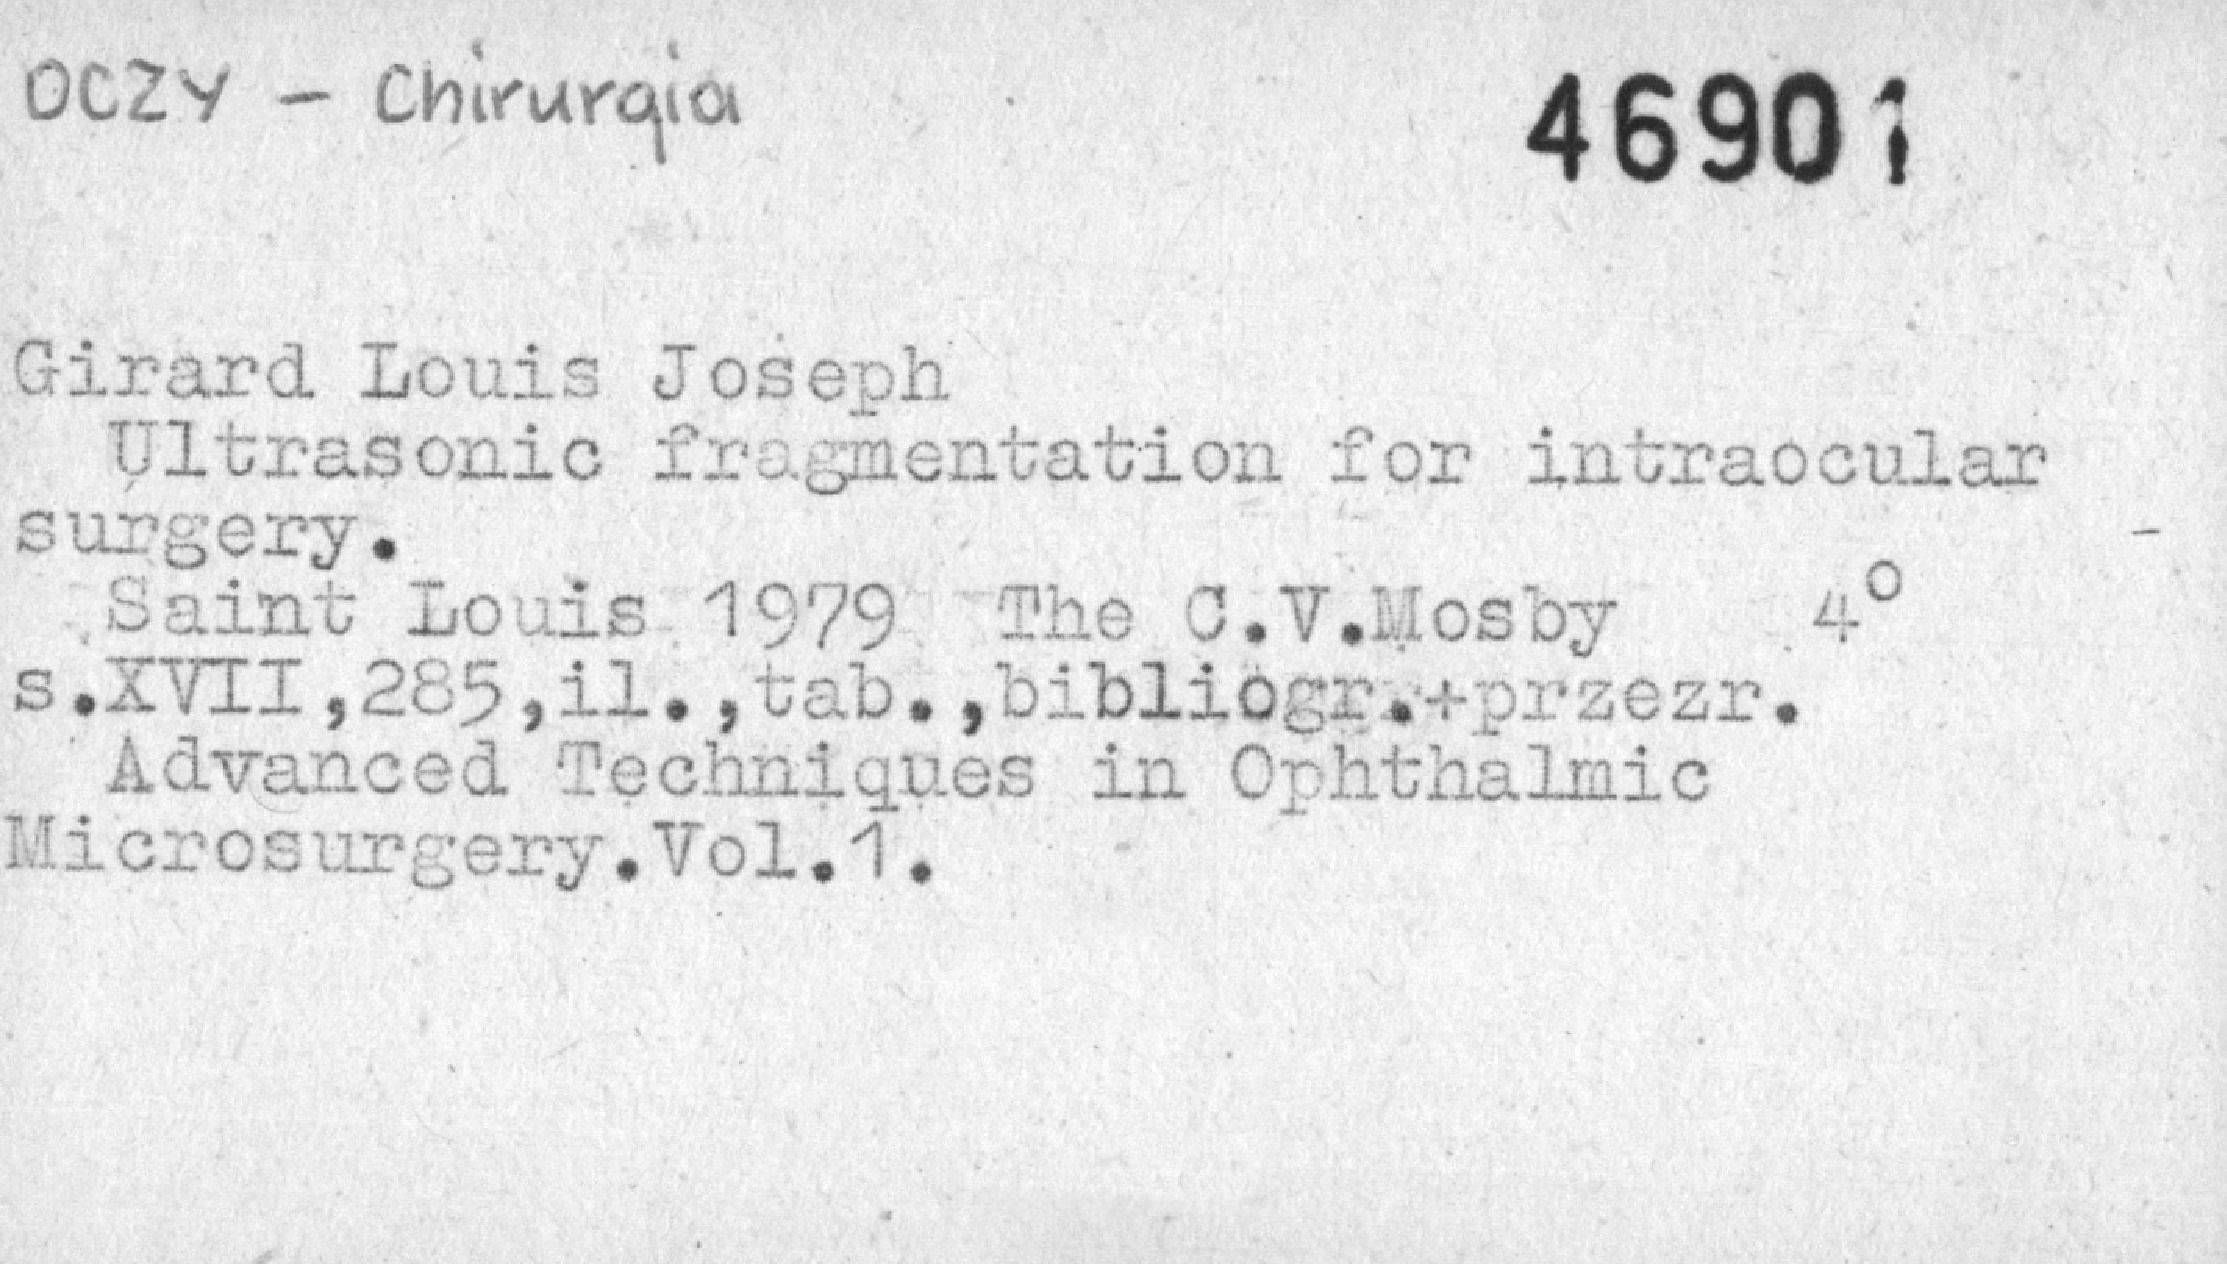 OCZY - Chirurgia 46901
Girard Louis Joseph
Ultrasonic fragmentation for intraocular
surgery.
Saint Louis 1979 The C.V.Mosby 4⁰
s.XVII,285,il.,tab.,bibliogr.+przezr.
Advanced Techniques in Ophthalmic
Microsurgery.Vol.1.